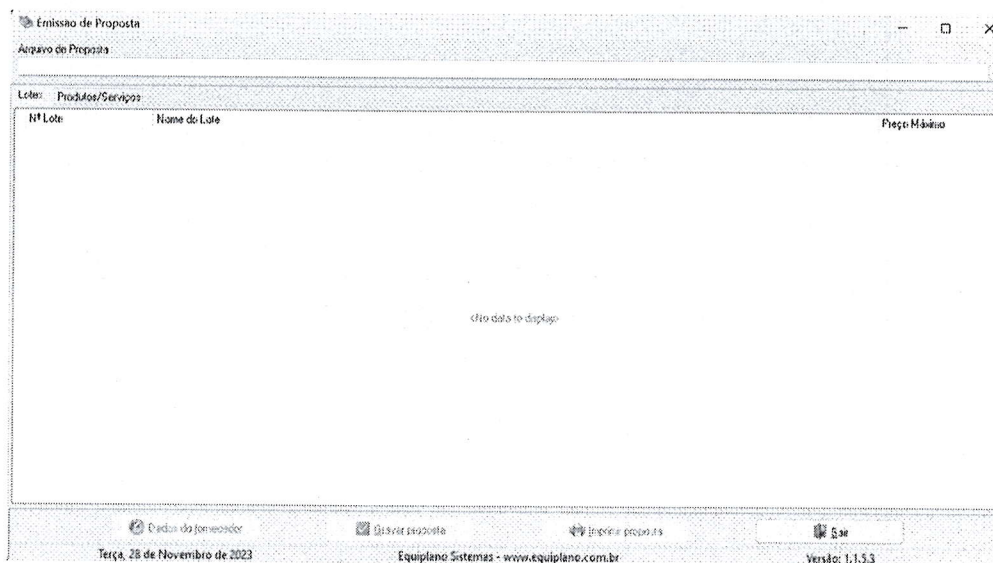 Emissão de Proposta
Arquivo de Proposta
Lotes Produtos/Serviços
Nº Lote Nome do Lote Preço Máximo
<No data to display>
Dados do fornecedor Gravar proposta Imprimir proposta Sair
Terça, 28 de Novembro de 2023 Equiplano Sistemas - www.equiplano.com.br Versão: 1.1.5.3